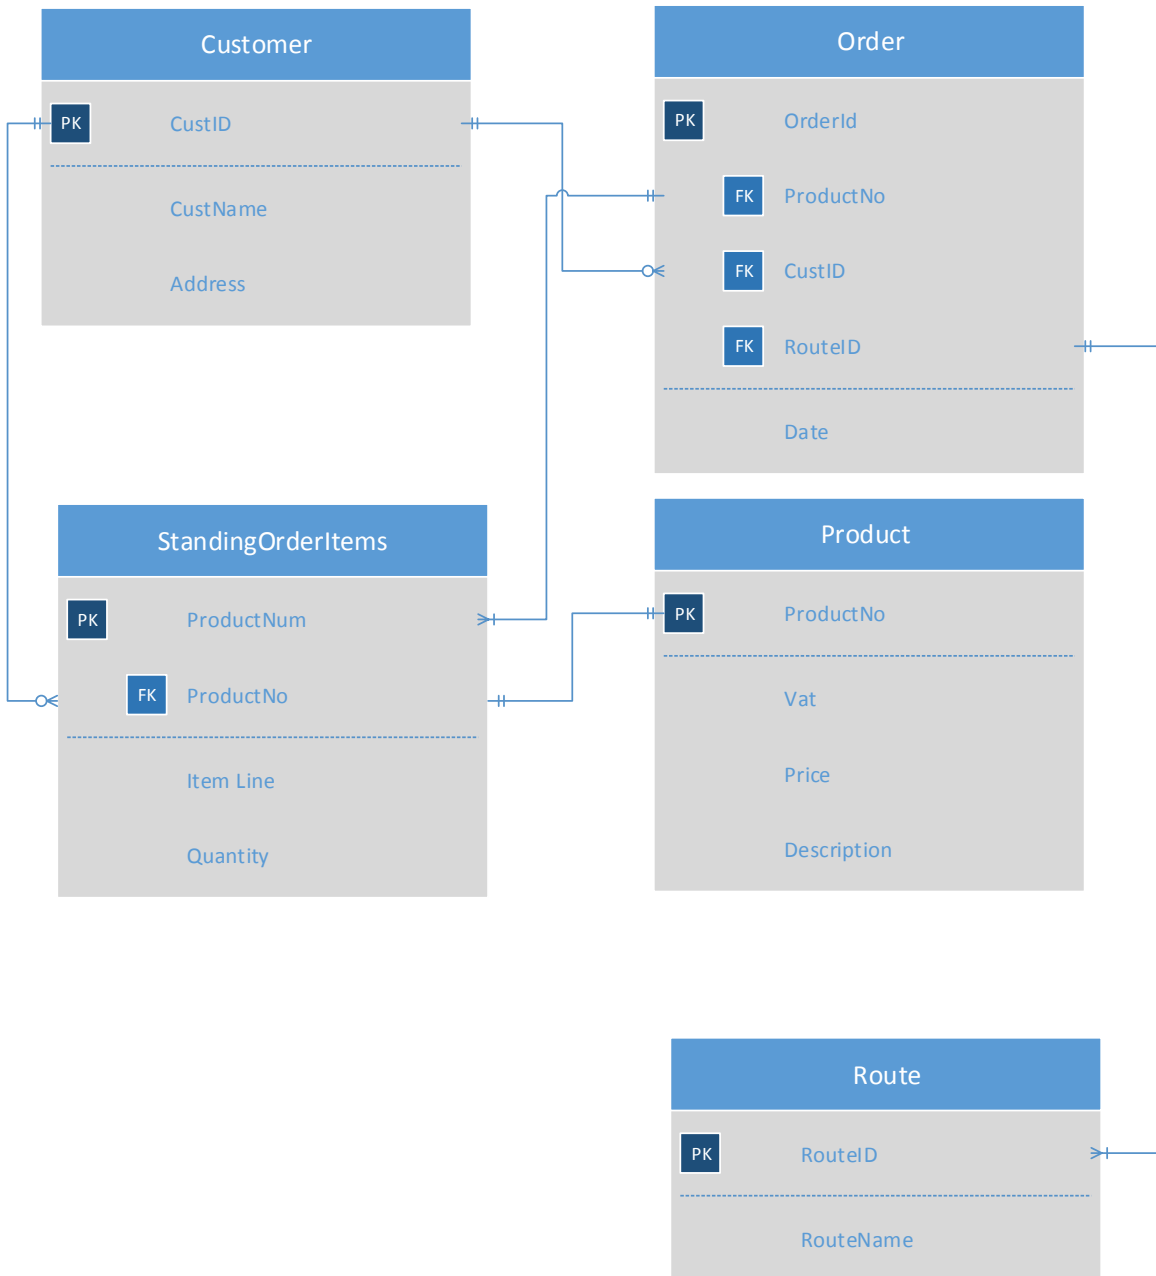 Customer
PK CustID
CustName
Address
Order
PK OrderId
FK ProductNo
FK CustID
FK RouteID
Date
StandingOrderItems
PK ProductNum
FK ProductNo
Item Line
Quantity
Product
PK ProductNo
Vat
Price
Description
Route
PK RouteID
RouteName